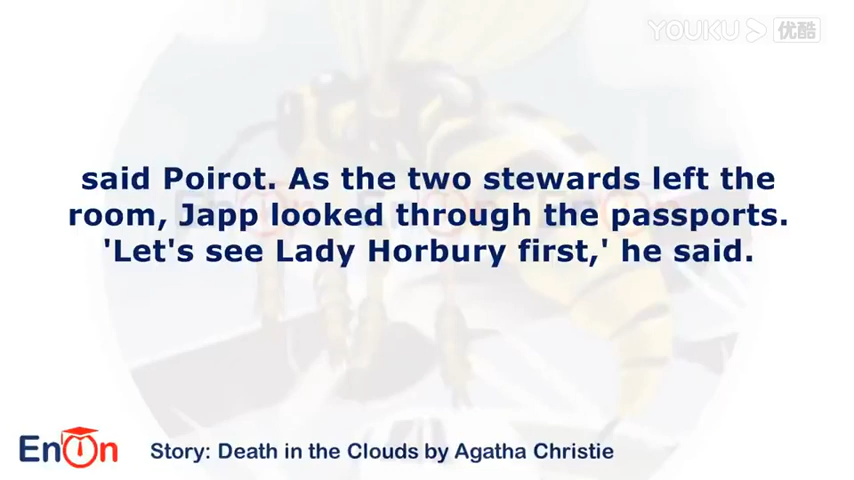 YOUKU 优酷
said Poirot. As the two stewards left the
room, Japp looked through the passports.
'Let's see Lady Horbury first,' he said.
EnOn
Story: Death in the Clouds by Agatha Christie